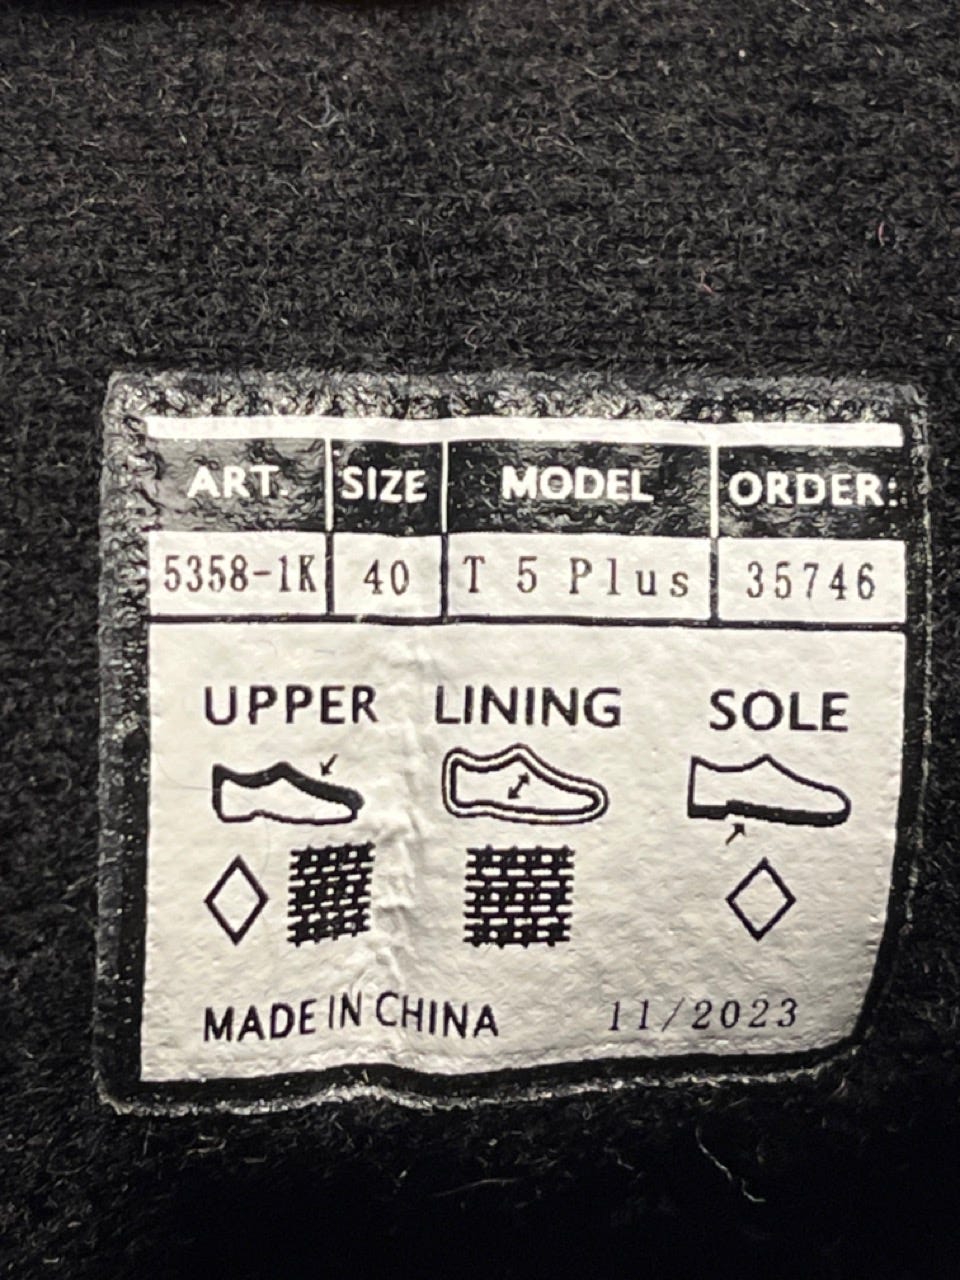 ART. SIZE MODEL ORDER:
5358-1K 40 T 5 Plus 35746
UPPER LINING SOLE
MADE IN CHINA 11/2023